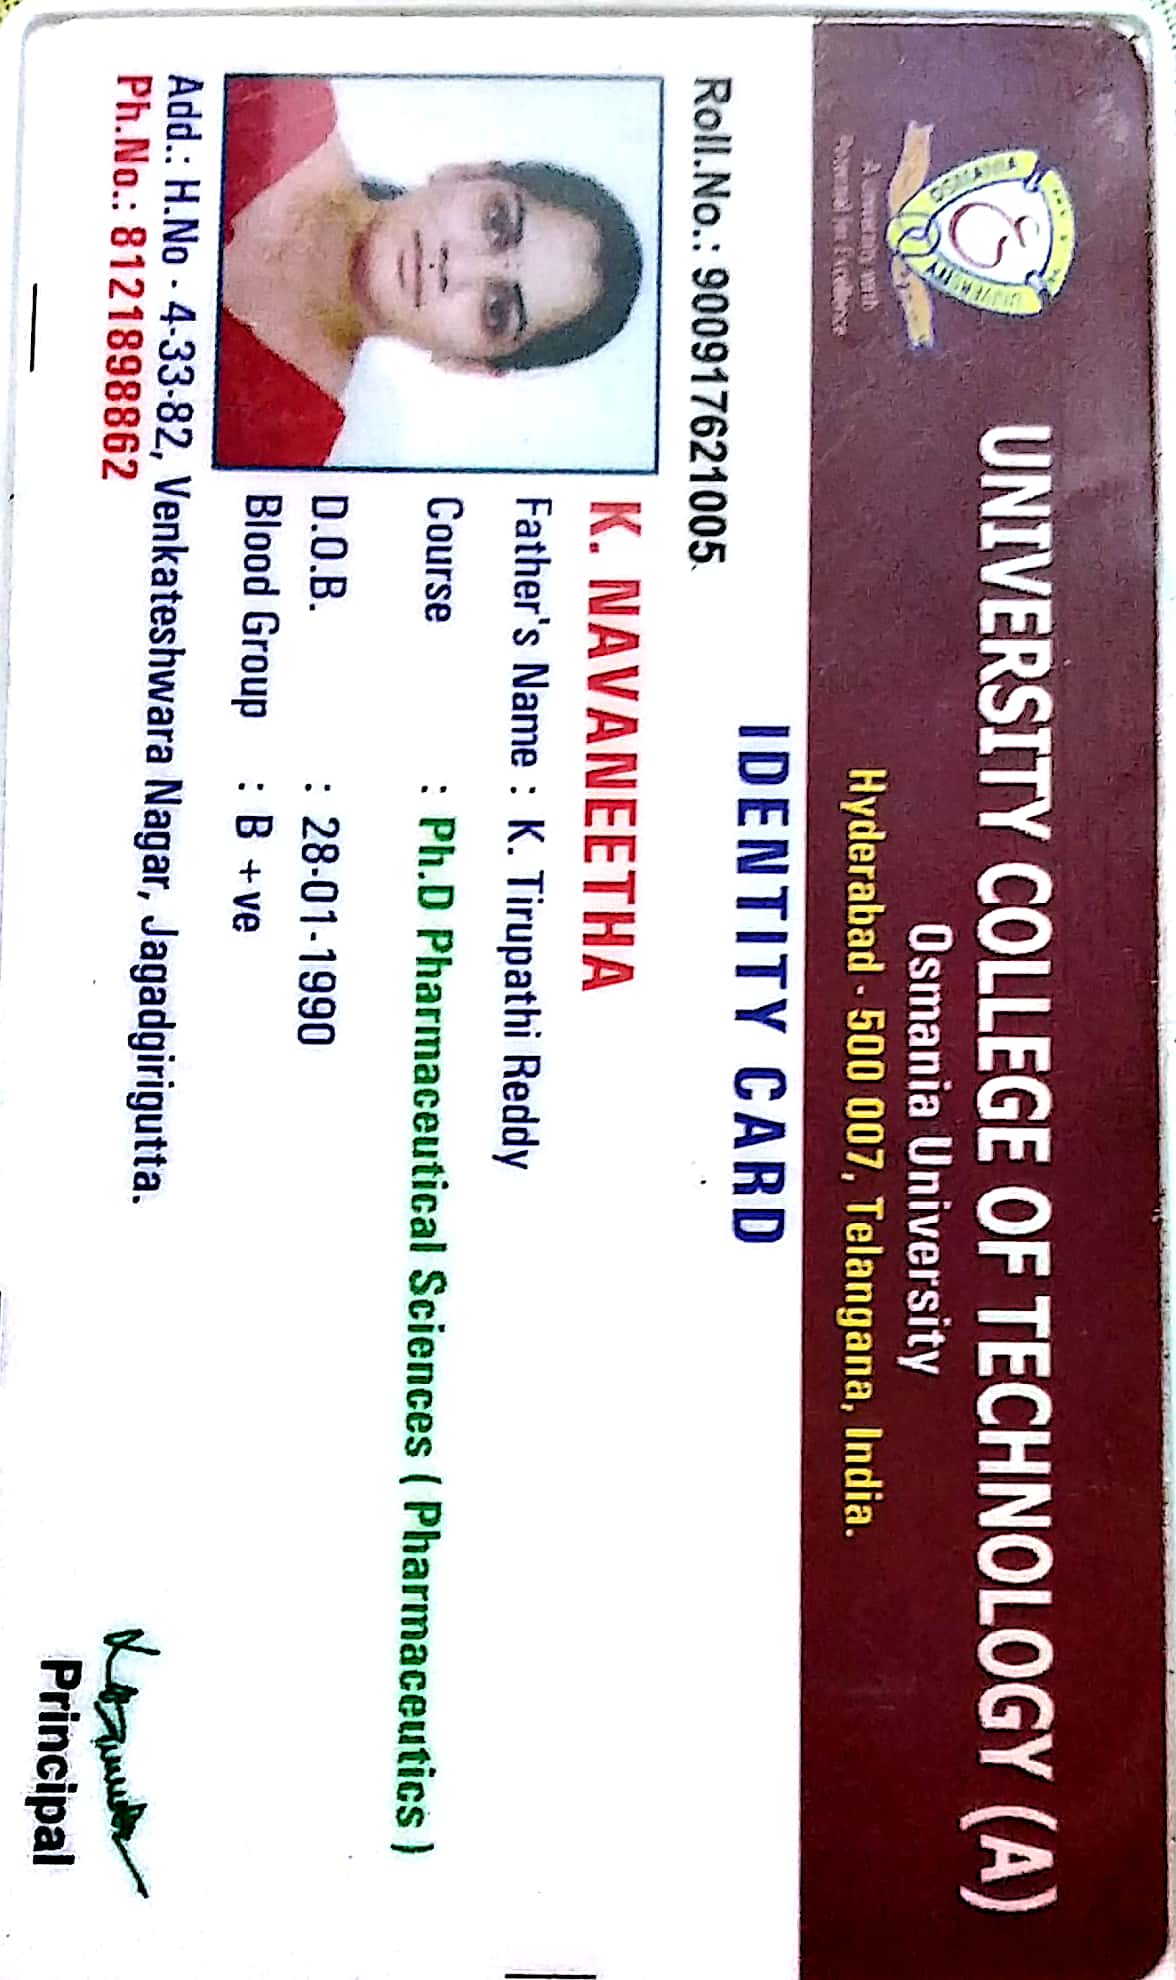 UNIVERSITY COLLEGE OF TECHNOLOGY (A)
Osmania University
Hyderabad - 500 007, Telangana, India.
OSMANIA
UNIVERSITY
IDENTITY CARD
Roll.No.: 900917621005
K. NAVANEETHA
Father's Name : K. Tirupathi Reddy
Course : Ph.D Pharmaceutical Sciences ( Pharmaceutics )
D.O.B. : 28-01-1990
Blood Group : B +ve
Add.: H.No - 4-33-82, Venkateshwara Nagar, Jagadgirigutta.
Ph.No.: 8121898862
Principal